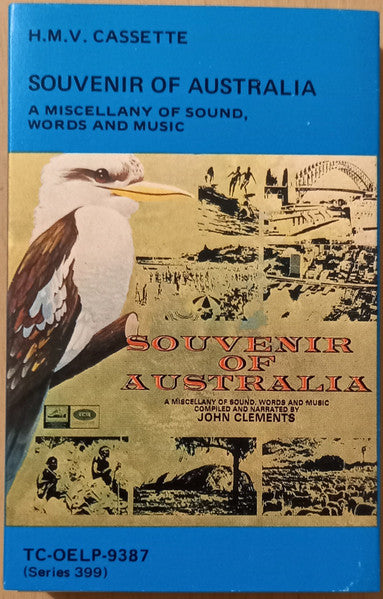 H.M.V. CASSETTE
SOUVENIR OF AUSTRALIA
A MISCELLANY OF SOUND,
WORDS AND MUSIC
SOUVENIR
OF
AUSTRALIA
A MISCELLANY OF SOUND, WORDS AND MUSIC
COMPILED AND NARRATED BY
JOHN CLEMENTS
TC-OELP-9387
(Series 399)